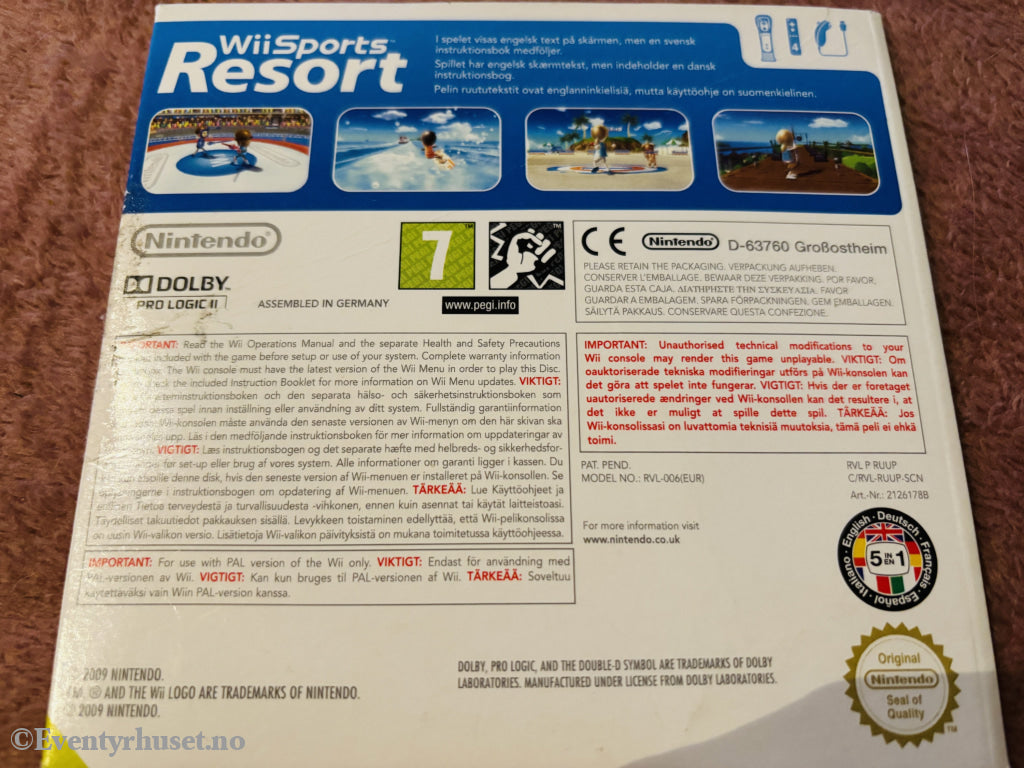 WiiSports™
Resort
I spelet visas engelsk text på skärmen, men en svensk
instruktionsbok medföljer.
Spillet har engelsk skærmtekst, men indeholder en dansk
instruktionsbog.
Pelin ruututekstit ovat englanninkielisiä, mutta käyttöohje on suomenkielinen.
4
Nintendo®
DOLBY™
PRO LOGIC II
ASSEMBLED IN GERMANY
7
www.pegi.info
CE Nintendo® D-63760 Großostheim
PLEASE RETAIN THE PACKAGING. VERPACKUNG AUFHEBEN.
CONSERVER L'EMBALAGE. BEWAAR DEZE VERPAKKING. POR FAVOR,
GUARDA ESTA CAJA. ΔΙΑΤΗΡΗΣΤΕ ΤΗΝ ΣΥΣΚΕΥΑΣΙΑ. FAVOR
GUARDAR A EMBALAGEM. SPARA FÖRPACKNINGEN. GEM EMBALLAGEN.
SÄILYTÄ PAKKAUS. CONSERVARE QUESTA CONFEZIONE.
Read the Wii Operations Manual and the separate Health and Safety Precautions
included with the game before setup or use of your system. Complete warranty information
The Wii console must have the latest version of the Wii Menu in order to play this Disc.
the included Instruction Booklet for more information on Wii Menu updates. VIKTIGT:
och den separata hälso- och säkerhetsinstruktionsboken som
spel innan inställning eller användning av ditt system. Fullständig garantiinformation
Wii-konsolen måste använda den senaste versionen av Wii-menyn om den här skivan ska
upp. Läs i den medföljande instruktionsboken för mer information om uppdateringar av
VIGTIGT: Læs instruktionsbogen og det separate hæfte med helbreds- og sikkerhedsfor-
før set-up eller brug af vores system. Alle informationer om garanti ligger i kassen. Du
afspille denne disk, hvis den seneste version af Wii-menuen er installeret på Wii-konsollen. Se
i instruktionsbogen om opdatering af Wii-menuen. TÄRKEÄÄ: Lue Käyttöohjeet ja
Tietoa terveydestä ja turvallisuudesta -vihkonen, ennen kuin asennat tai käytät laitteistoasi.
Täydelliset takuutiedot pakkauksen sisällä. Levykkeen toistaminen edellyttää, että Wii-pelikonsolissa
on uusin Wii-valikon versio. Lisätietoja Wii-valikon päivityksistä on mukana toimitetussa käyttöohjeessa.
IMPORTANT: Unauthorised technical modifications to your
Wii console may render this game unplayable. VIKTIGT: Om
oauktoriserade tekniska modifieringar utförs på Wii-konsolen kan
det göra att spelet inte fungerar. VIGTIGT: Hvis der er foretaget
uautoriserede ændringer ved Wii-konsollen kan det resultere i, at
det ikke er muligt at spille dette spil. TÄRKEÄÄ: Jos
Wii-konsolissasi on luvattomia teknisiä muutoksia, tämä peli ei ehkä
toimi.
IMPORTANT: For use with PAL version of the Wii only. VIKTIGT: Endast för användning med
PAL-versionen av Wii. VIGTIGT: Kan kun bruges til PAL-versionen af Wii. TÄRKEÄÄ: Soveltuu
käytettäväksi vain Wiin PAL-version kanssa.
PAT. PEND.
MODEL NO.: RVL-006(EUR)
RVL P RUUP
C/RVL-RUUP-SCN
Art.-Nr.: 2126178B
For more information visit
www.nintendo.co.uk
English · Deutsch · Français · Español · Italiano
5 IN EN 1
© 2009 NINTENDO.
TM, ® AND THE Wii LOGO ARE TRADEMARKS OF NINTENDO.
© 2009 NINTENDO.
DOLBY, PRO LOGIC, AND THE DOUBLE-D SYMBOL ARE TRADEMARKS OF DOLBY
LABORATORIES. MANUFACTURED UNDER LICENSE FROM DOLBY LABORATORIES.
Original
Nintendo
Seal of
Quality
TM
©Eventyrhuset.no